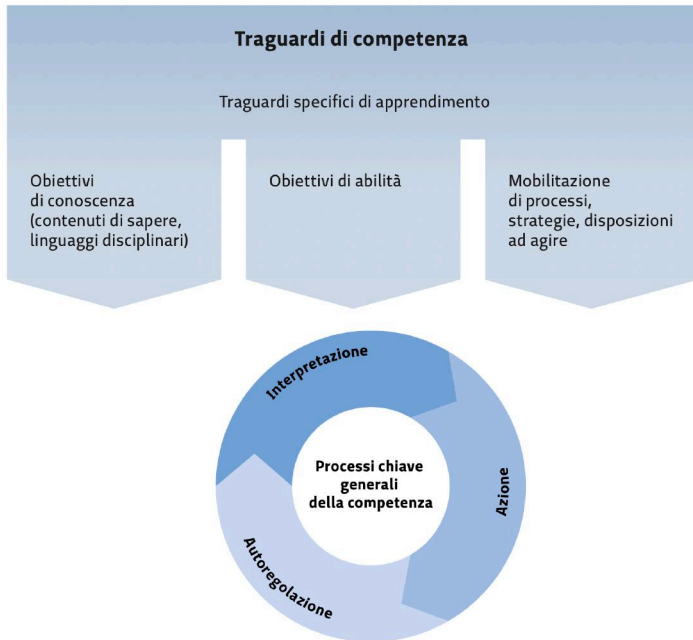 Traguardi di competenza
Traguardi specifici di apprendimento
Obiettivi
di conoscenza
(contenuti di sapere,
linguaggi disciplinari)
Obiettivi di abilità
Mobilitazione
di processi,
strategie, disposizioni
ad agire
Interpretazione
Azione
Autoregolazione
Processi chiave
generali
della competenza